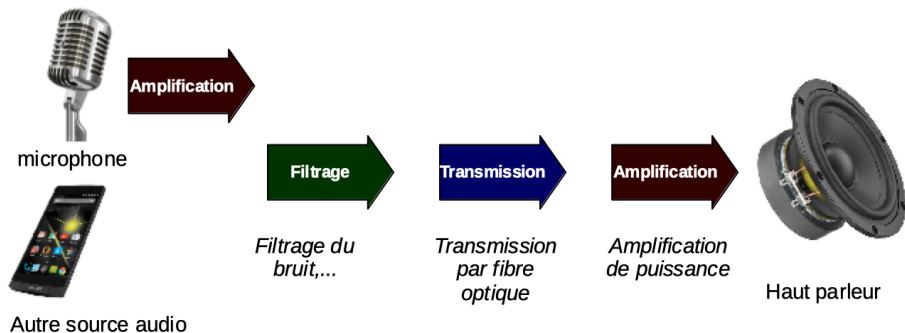 Amplification
microphone
Filtrage
Transmission
Amplification
Filtrage du
bruit,...
Transmission
par fibre
optique
Amplification
de puissance
Haut parleur
Autre source audio